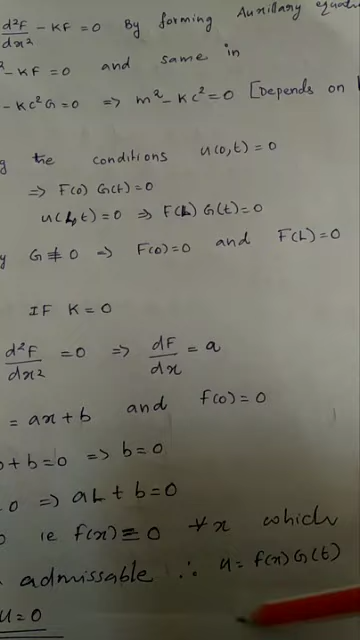 d²F/dx² - KF = 0 By forming Auxillary
² - KF = 0 and same in
- Kc²G = 0 => m² - Kc² = 0 [Depends on
the conditions u(0,t) = 0
=> F(0) G(t) = 0
u(L,t) = 0 => F(L) G(t) = 0
G ≢ 0 => F(0) = 0 and F(L) = 0
IF K = 0
d²F/dx² = 0 => dF/dx = a
= ax + b and f(0) = 0
+ b = 0 => b = 0
0 => aL + b = 0
ie f(x) ≡ 0 ∀x which
admissable ∴ u = f(x) G(t)
u = 0